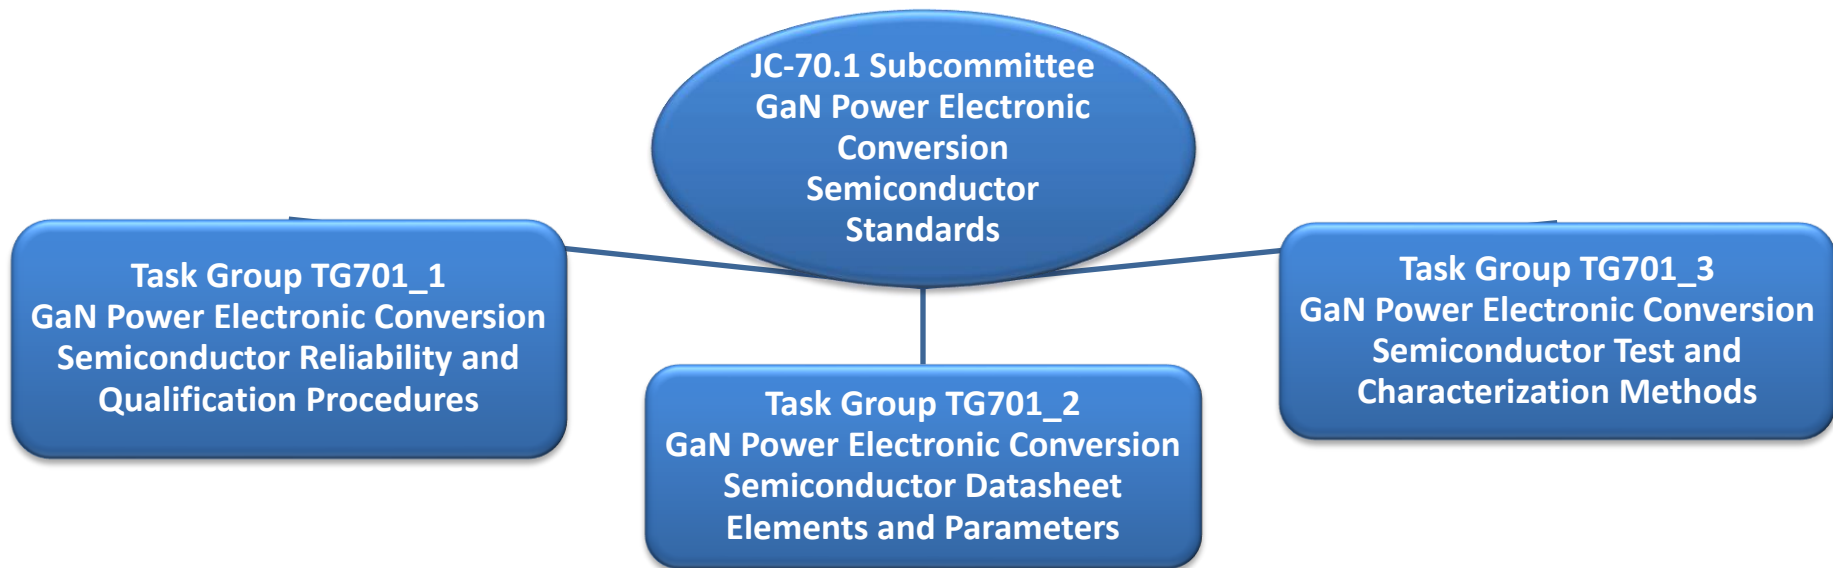 JC-70.1 Subcommittee
GaN Power Electronic
Conversion
Semiconductor
Standards
Task Group TG701_1
GaN Power Electronic Conversion
Semiconductor Reliability and
Qualification Procedures
Task Group TG701_2
GaN Power Electronic Conversion
Semiconductor Datasheet
Elements and Parameters
Task Group TG701_3
GaN Power Electronic Conversion
Semiconductor Test and
Characterization Methods